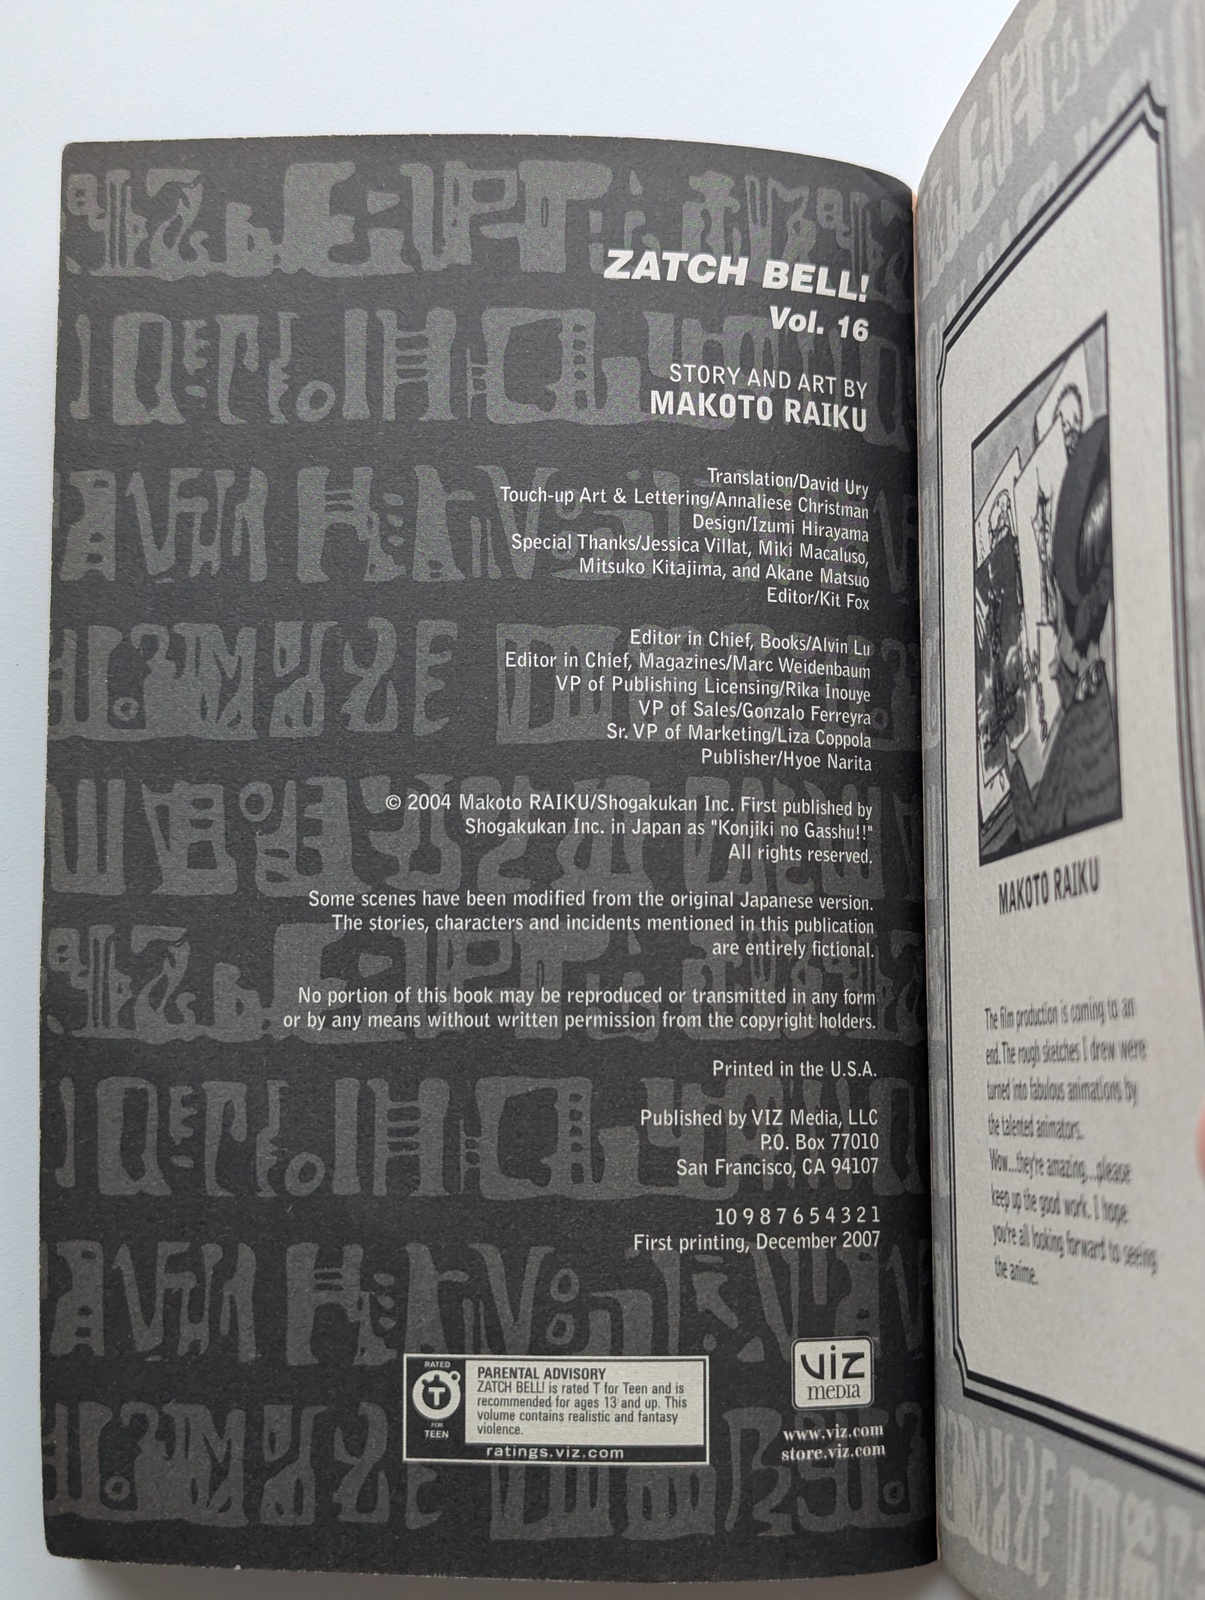 ZATCH BELL!
Vol. 16
STORY AND ART BY
MAKOTO RAIKU
Translation/David Ury
Touch-up Art & Lettering/Annaliese Christman
Design/Izumi Hirayama
Special Thanks/Jessica Villat, Miki Macaluso,
Mitsuko Kitajima, and Akane Matsuo
Editor/Kit Fox
Editor in Chief, Books/Alvin Lu
Editor in Chief, Magazines/Marc Weidenbaum
VP of Publishing Licensing/Rika Inouye
VP of Sales/Gonzalo Ferreyra
Sr. VP of Marketing/Liza Coppola
Publisher/Hyoe Narita
© 2004 Makoto RAIKU/Shogakukan Inc. First published by
Shogakukan Inc. in Japan as "Konjiki no Gasshu!!"
All rights reserved.
Some scenes have been modified from the original Japanese version.
The stories, characters and incidents mentioned in this publication
are entirely fictional.
No portion of this book may be reproduced or transmitted in any form
or by any means without written permission from the copyright holders.
Printed in the U.S.A.
Published by VIZ Media, LLC
P.O. Box 77010
San Francisco, CA 94107
10 9 8 7 6 5 4 3 2 1
First printing, December 2007
RATED
T
FOR
TEEN
PARENTAL ADVISORY
ZATCH BELL! is rated T for Teen and is
recommended for ages 13 and up. This
volume contains realistic and fantasy
violence.
ratings.viz.com
VIZ
MEDIA
www.viz.com
store.viz.com
MAKOTO RAIKU
The film production is coming to an
end. The rough sketches I drew were
turned into fabulous animations by
the talented animators.
Wow...they're amazing...please
keep up the good work. I hope
you're all looking forward to seeing
the anime.